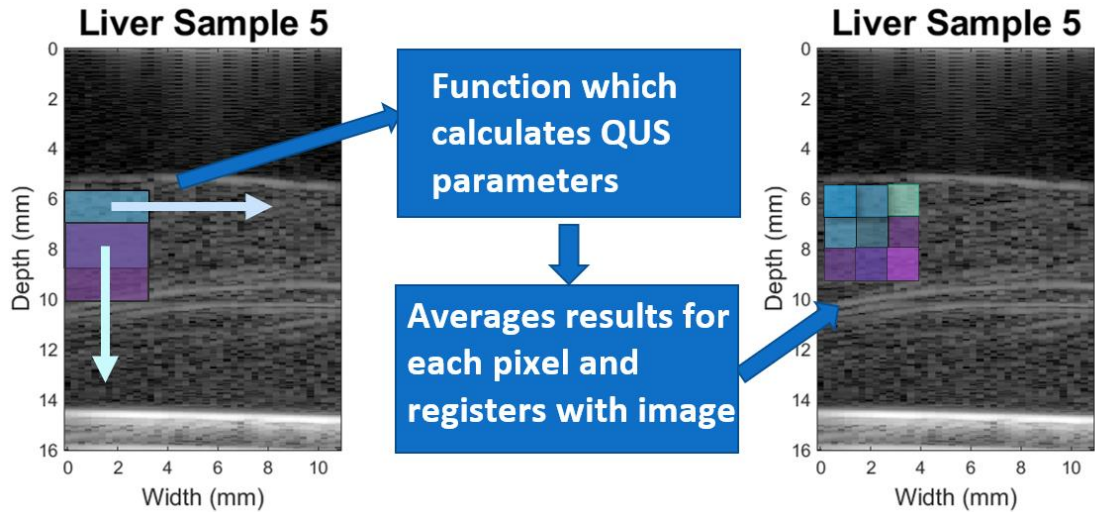 Liver Sample 5
0
2
4
6
8
10
12
14
16
Depth (mm)
0 2 4 6 8 10
Width (mm)
Function which
calculates QUS
parameters
Averages results for
each pixel and
registers with image
Liver Sample 5
0
2
4
6
8
10
12
14
16
Depth (mm)
0 2 4 6 8 10
Width (mm)